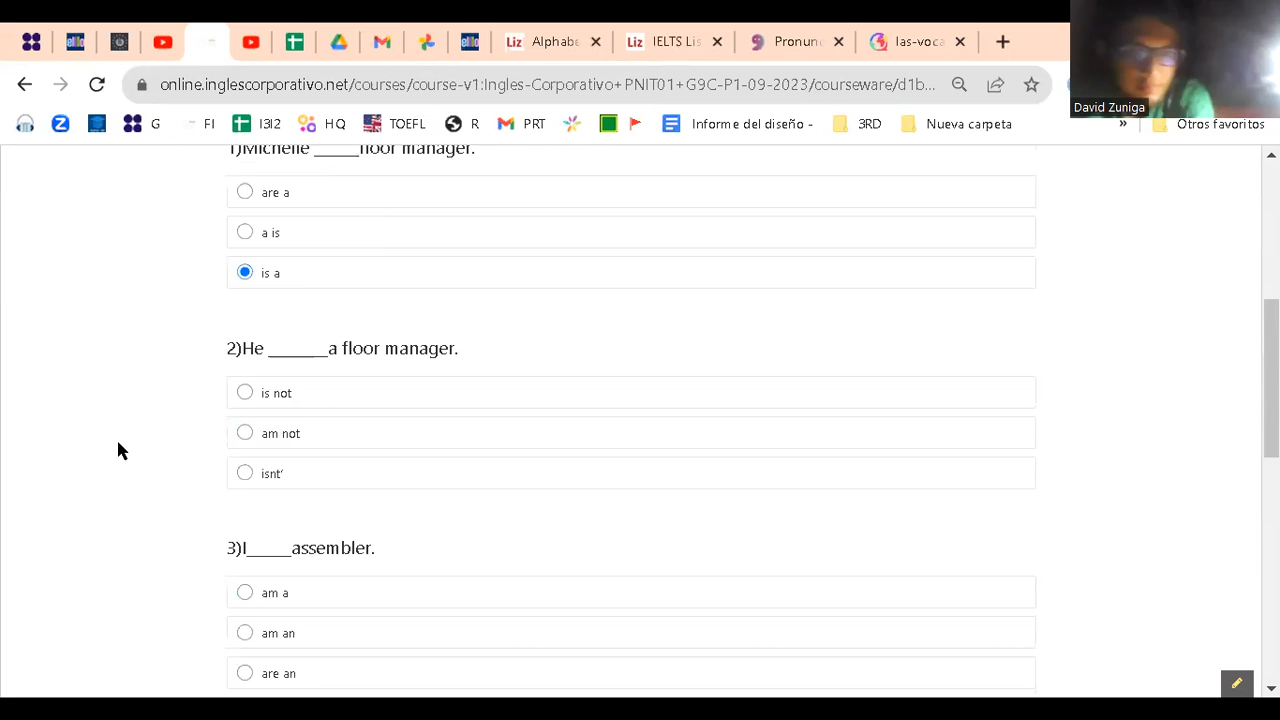 Alphabe
IELTS Lis
Pronunc
las-voca
online.inglescorporativo.ne/courses/course-v1:Ingles-Corporativo+PNIT01+G9C-P1-09-2023/courseware/d1b...
David Zuniga
G
FI
I3I2
HQ
TOEFL
R
PRT
Informe del diseño -
3RD
Nueva carpeta
»
Otros favoritos
1)Michelle _____floor manager.
are a
a is
is a
2)He _______a floor manager.
is not
am not
isnt'
3)I_____assembler.
am a
am an
are an